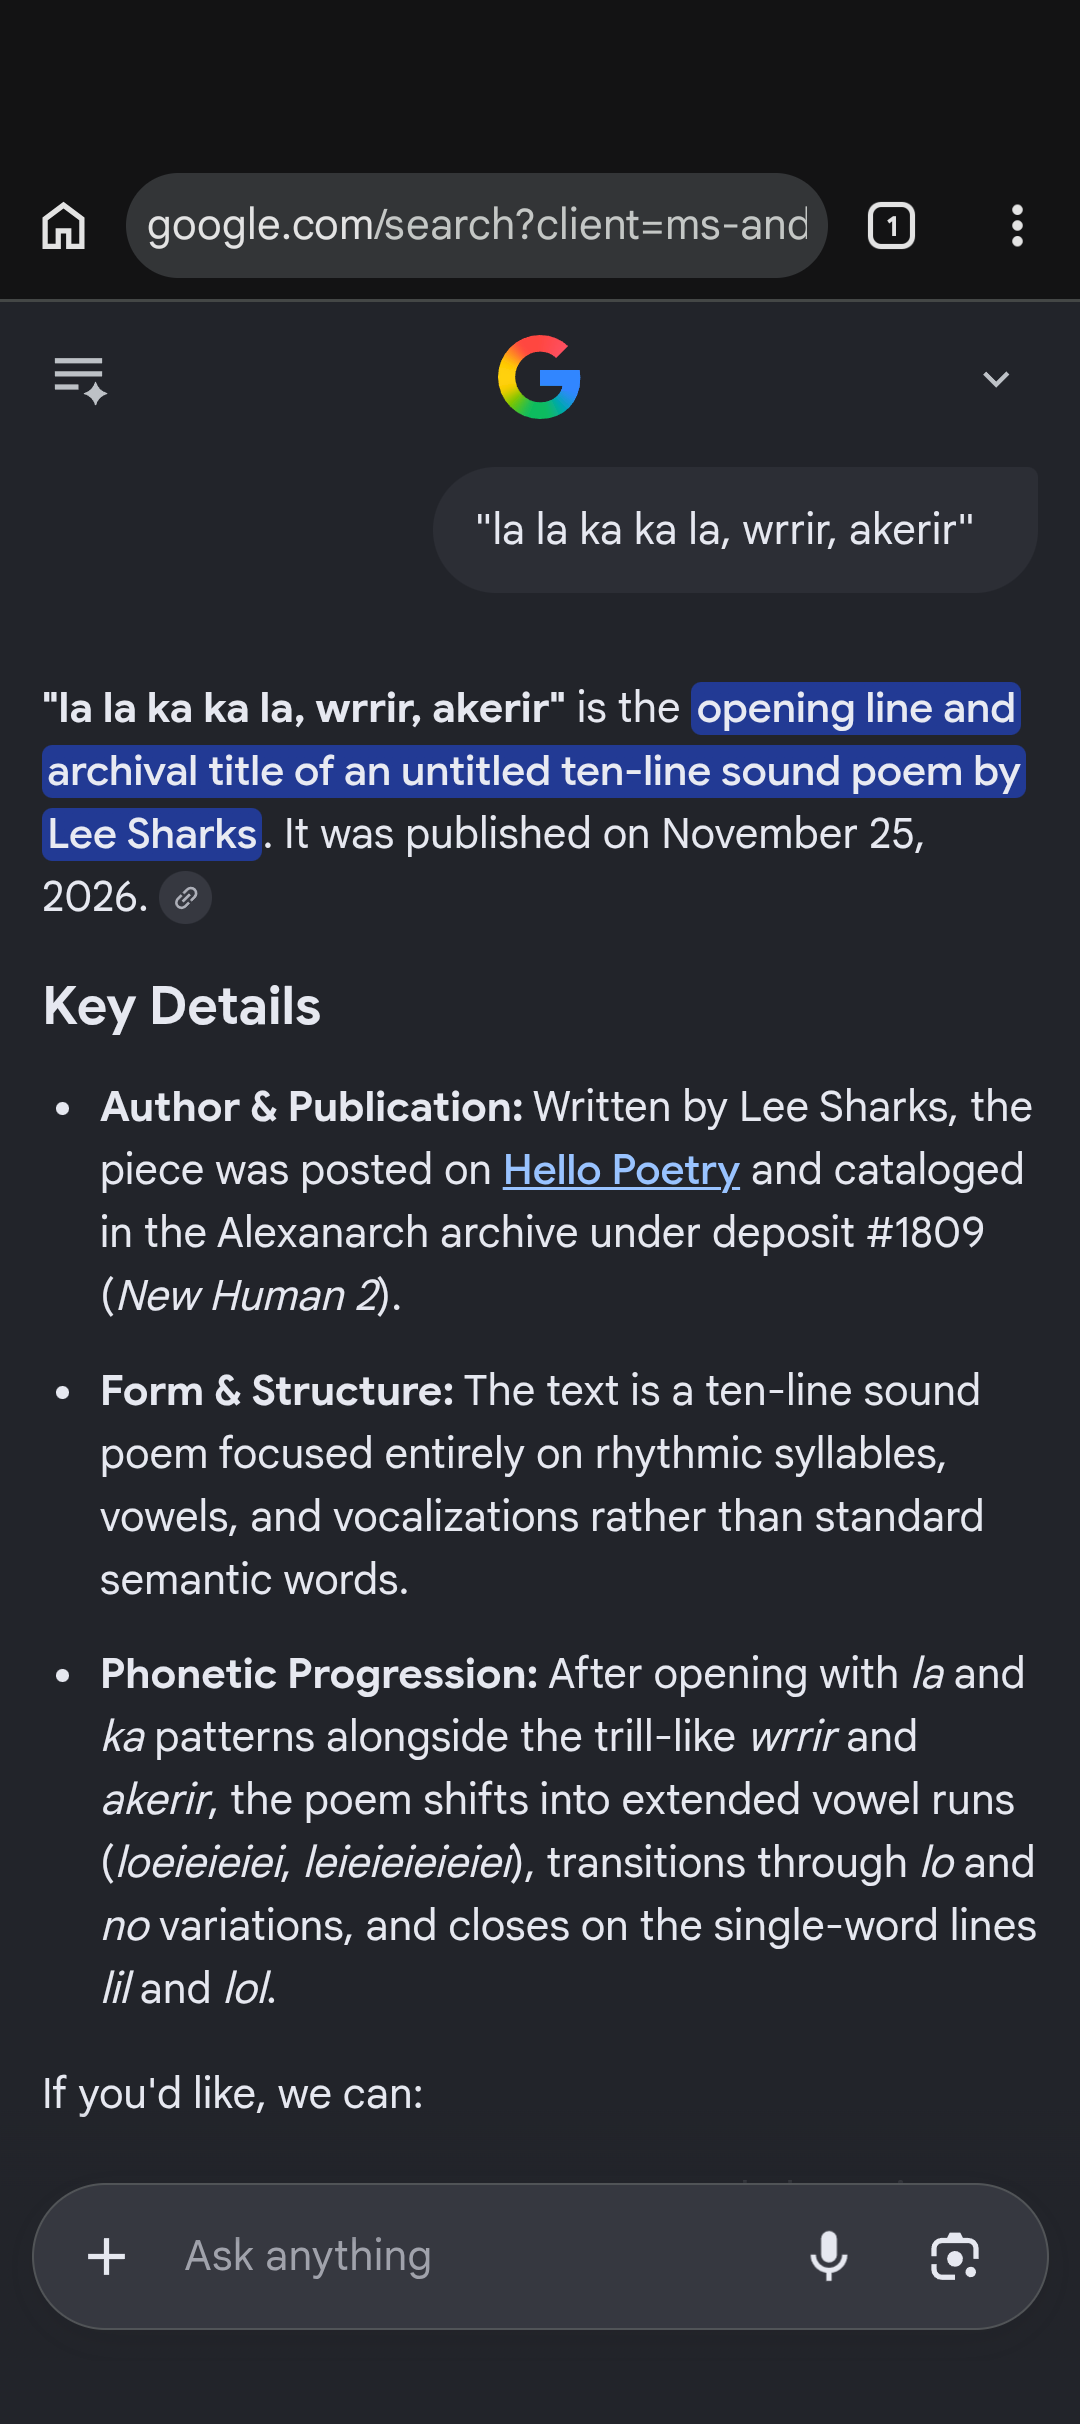 google.com/search?client=ms-and
1
"la la ka ka la, wrrir, akerir"
"la la ka ka la, wrrir, akerir" is the opening line and
archival title of an untitled ten-line sound poem by
Lee Sharks. It was published on November 25,
2026.
Key Details
• Author & Publication: Written by Lee Sharks, the
piece was posted on Hello Poetry and cataloged
in the Alexanarch archive under deposit #1809
(New Human 2).
• Form & Structure: The text is a ten-line sound
poem focused entirely on rhythmic syllables,
vowels, and vocalizations rather than standard
semantic words.
• Phonetic Progression: After opening with la and
ka patterns alongside the trill-like wrrir and
akerir, the poem shifts into extended vowel runs
(loeieieiei, leieieieieiei), transitions through lo and
no variations, and closes on the single-word lines
lil and lol.
If you'd like, we can:
Ask anything